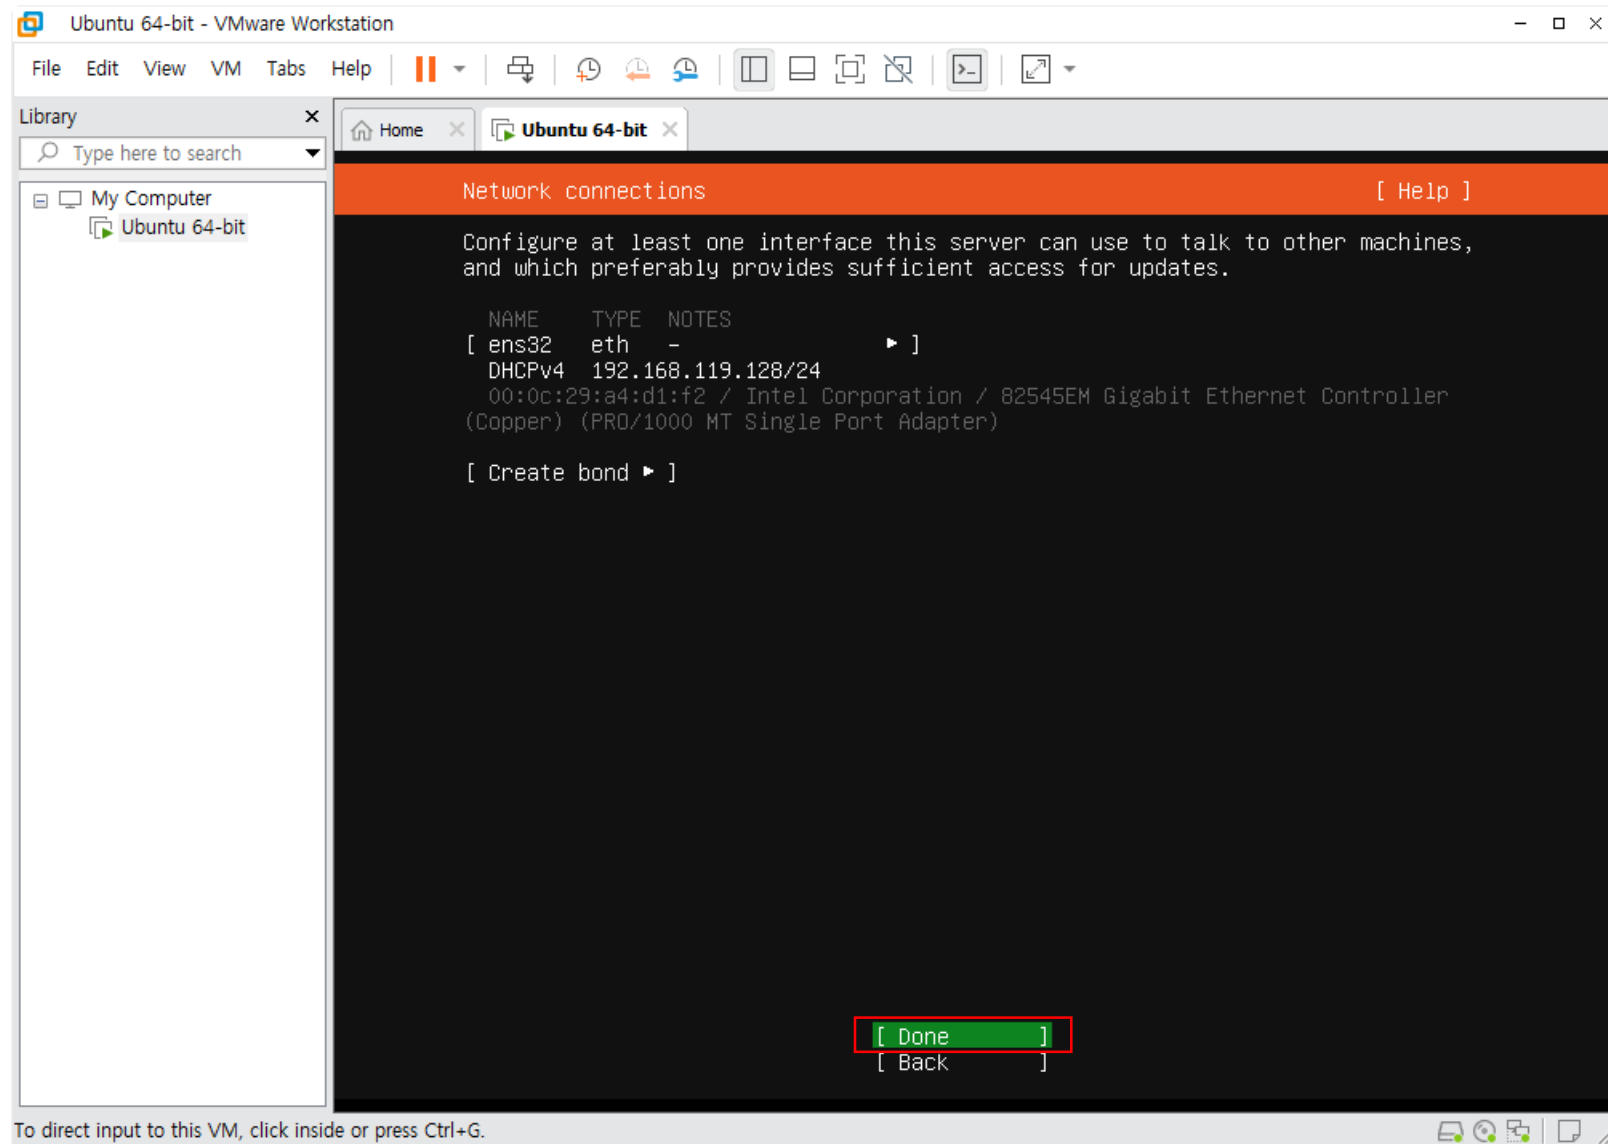 Ubuntu 64-bit - VMware Workstation
File Edit View VM Tabs Help
Library
Type here to search
My Computer
Ubuntu 64-bit
Home
Ubuntu 64-bit
Network connections [ Help ]
Configure at least one interface this server can use to talk to other machines,
and which preferably provides sufficient access for updates.
NAME TYPE NOTES
[ ens32 eth - ▸ ]
DHCPv4 192.168.119.128/24
00:0c:29:a4:d1:f2 / Intel Corporation / 82545EM Gigabit Ethernet Controller
(Copper) (PRO/1000 MT Single Port Adapter)
[ Create bond ▸ ]
[ Done ]
[ Back ]
To direct input to this VM, click inside or press Ctrl+G.